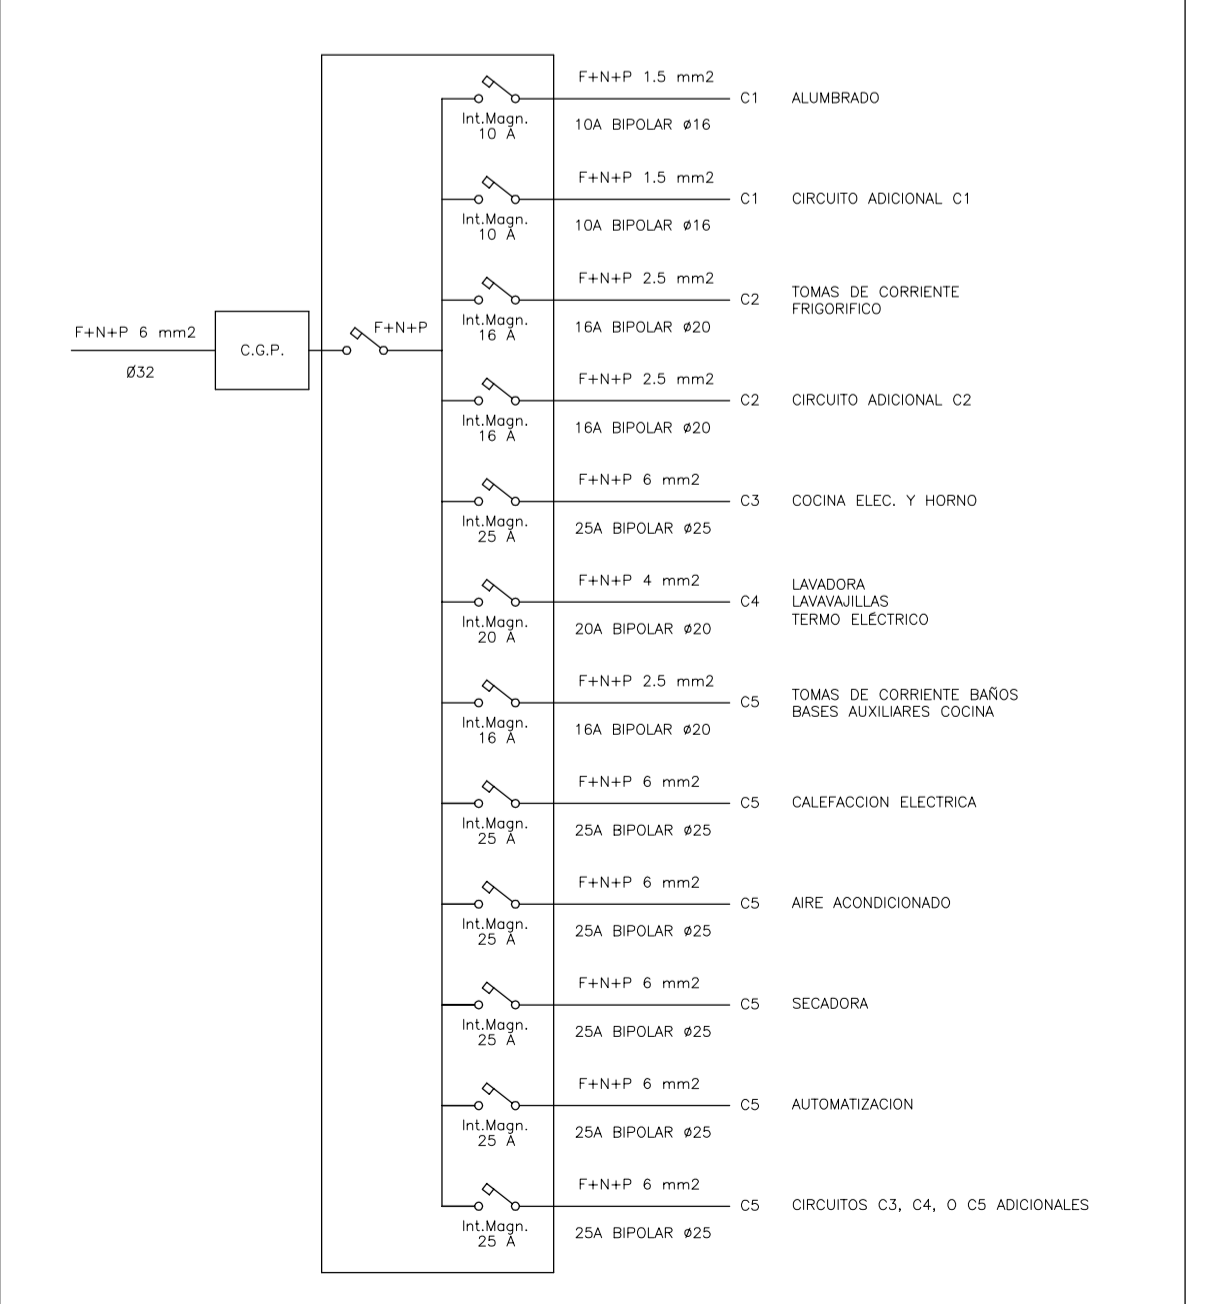 F+N+P 6 mm2
Ø32
C.G.P.
F+N+P
Int.Magn.
10 A
F+N+P 1.5 mm2
10A BIPOLAR ø16
C1
ALUMBRADO
Int.Magn.
10 A
F+N+P 1.5 mm2
10A BIPOLAR ø16
C1
CIRCUITO ADICIONAL C1
Int.Magn.
16 A
F+N+P 2.5 mm2
16A BIPOLAR ø20
C2
TOMAS DE CORRIENTE
FRIGORIFICO
Int.Magn.
16 A
F+N+P 2.5 mm2
16A BIPOLAR ø20
C2
CIRCUITO ADICIONAL C2
Int.Magn.
25 A
F+N+P 6 mm2
25A BIPOLAR ø25
C3
COCINA ELEC. Y HORNO
Int.Magn.
20 A
F+N+P 4 mm2
20A BIPOLAR ø20
C4
LAVADORA
LAVAVAJILLAS
TERMO ELÉCTRICO
Int.Magn.
16 A
F+N+P 2.5 mm2
16A BIPOLAR ø20
C5
TOMAS DE CORRIENTE BAÑOS
BASES AUXILIARES COCINA
Int.Magn.
25 A
F+N+P 6 mm2
25A BIPOLAR ø25
C5
CALEFACCION ELECTRICA
Int.Magn.
25 A
F+N+P 6 mm2
25A BIPOLAR ø25
C5
AIRE ACONDICIONADO
Int.Magn.
25 A
F+N+P 6 mm2
25A BIPOLAR ø25
C5
SECADORA
Int.Magn.
25 A
F+N+P 6 mm2
25A BIPOLAR ø25
C5
AUTOMATIZACION
Int.Magn.
25 A
F+N+P 6 mm2
25A BIPOLAR ø25
C5
CIRCUITOS C3, C4, O C5 ADICIONALES